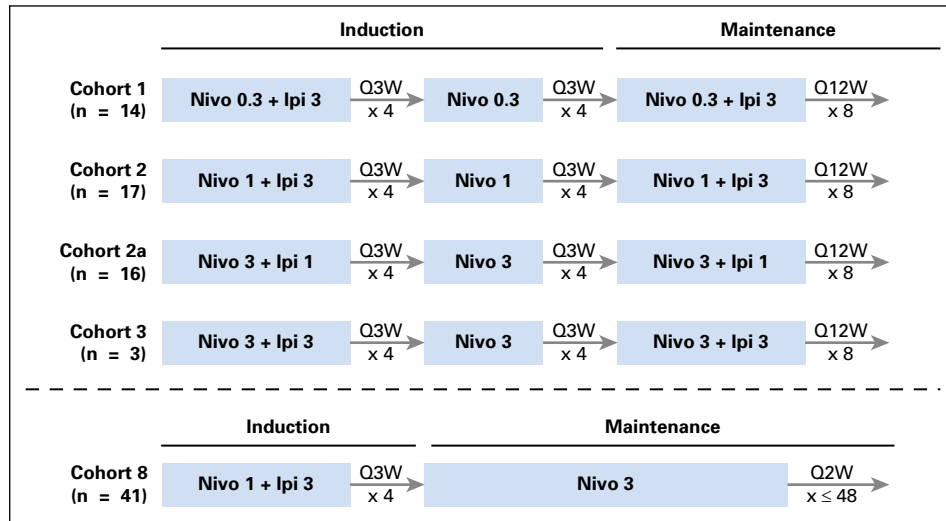 Induction
Maintenance
Cohort 1
(n = 14)
Nivo 0.3 + Ipi 3
Q3W
x 4
Nivo 0.3
Q3W
x 4
Nivo 0.3 + Ipi 3
Q12W
x 8
Cohort 2
(n = 17)
Nivo 1 + Ipi 3
Q3W
x 4
Nivo 1
Q3W
x 4
Nivo 1 + Ipi 3
Q12W
x 8
Cohort 2a
(n = 16)
Nivo 3 + Ipi 1
Q3W
x 4
Nivo 3
Q3W
x 4
Nivo 3 + Ipi 1
Q12W
x 8
Cohort 3
(n = 3)
Nivo 3 + Ipi 3
Q3W
x 4
Nivo 3
Q3W
x 4
Nivo 3 + Ipi 3
Q12W
x 8
Induction
Maintenance
Cohort 8
(n = 41)
Nivo 1 + Ipi 3
Q3W
x 4
Nivo 3
Q2W
x ≤ 48